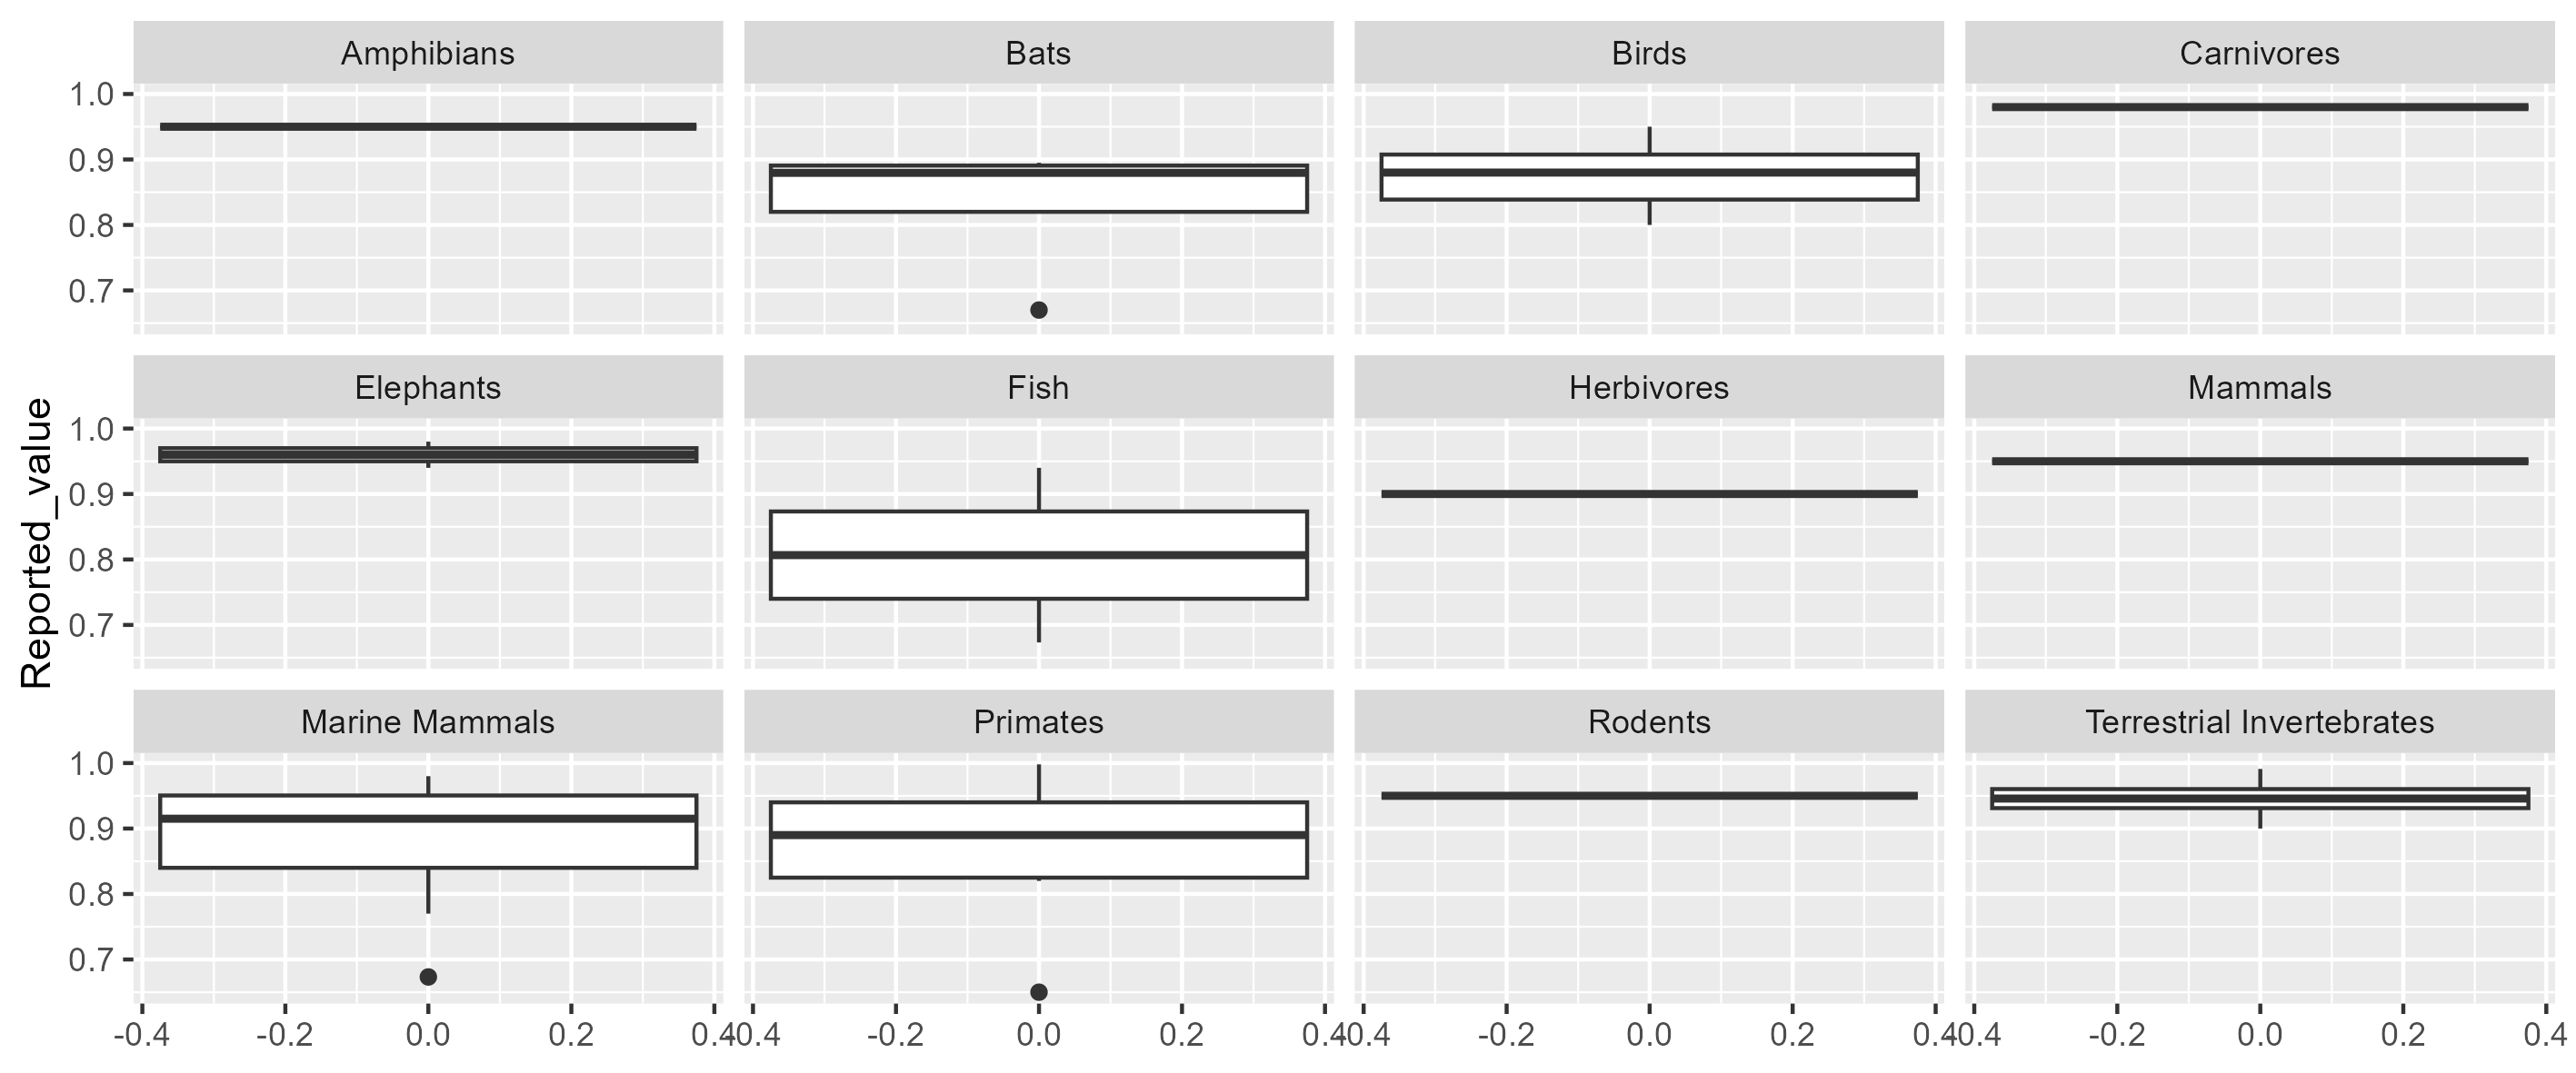 Amphibians Bats Birds Carnivores
1.0
0.9
0.8
0.7
Elephants Fish Herbivores Mammals
1.0
0.9
0.8
0.7
Reported_value
Marine Mammals Primates Rodents Terrestrial Invertebrates
1.0
0.9
0.8
0.7
-0.4 -0.2 0.0 0.2 0.4 -0.4 -0.2 0.0 0.2 0.4 -0.4 -0.2 0.0 0.2 0.4 -0.4 -0.2 0.0 0.2 0.4